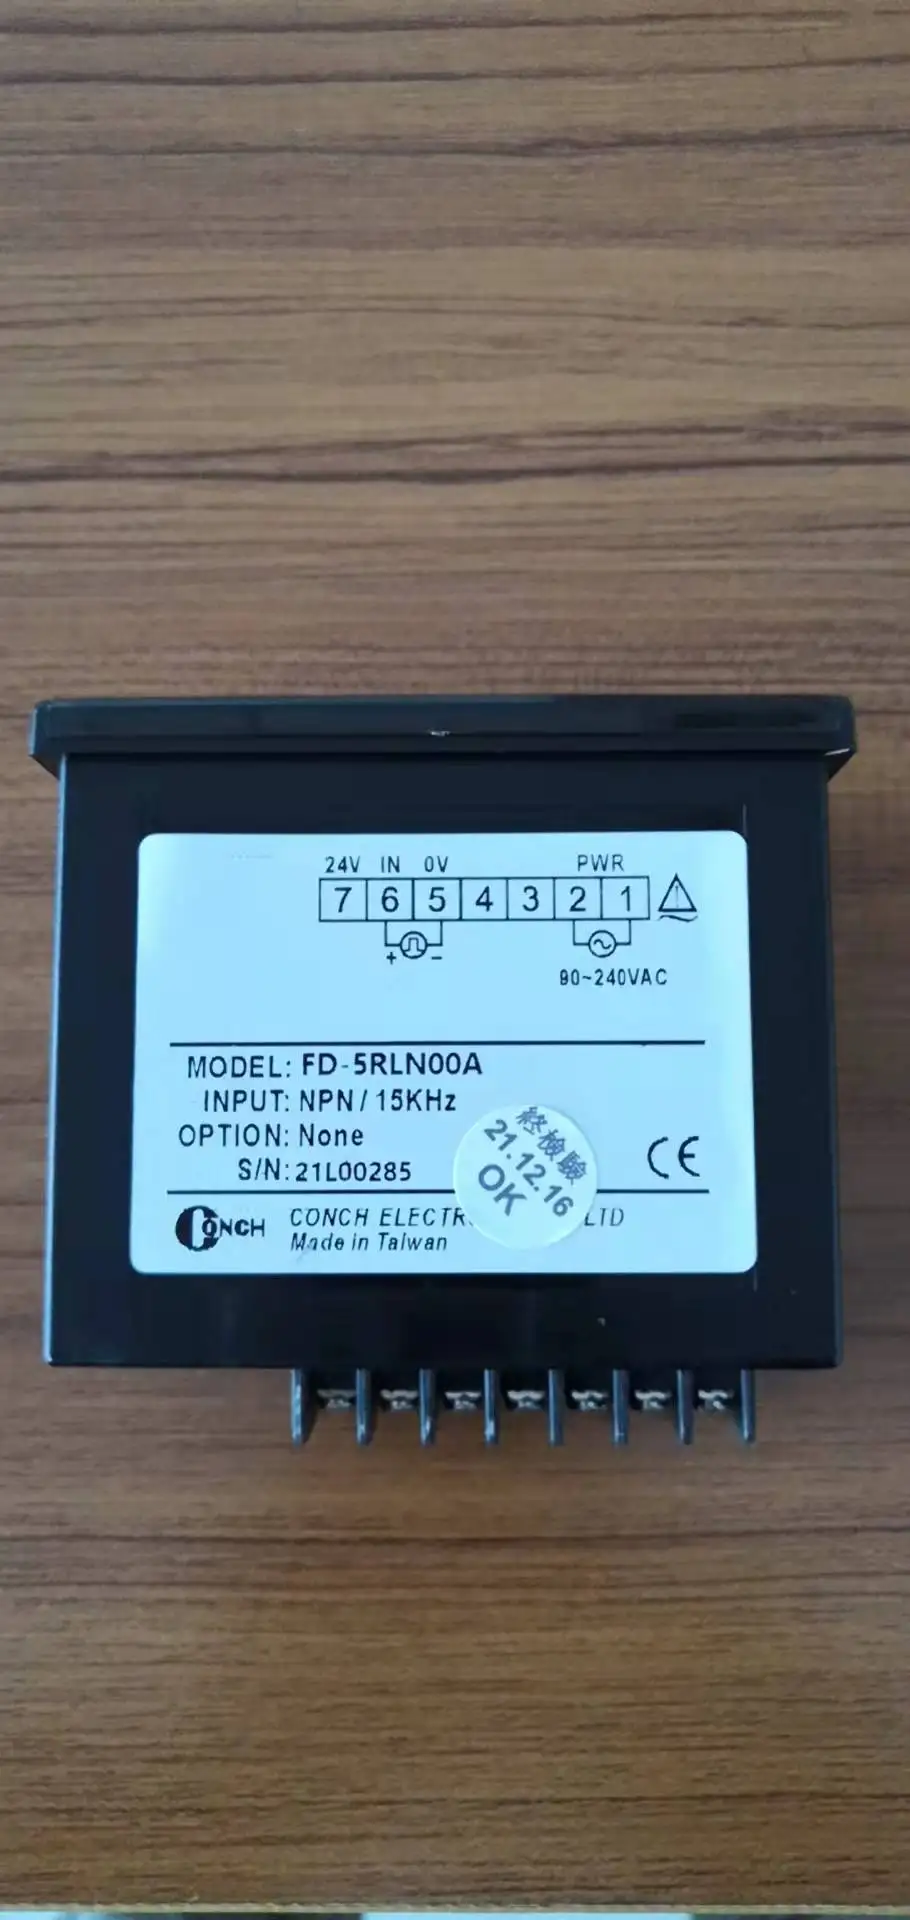 24V IN 0V PWR
7 6 5 4 3 2 1
+ -
90~240VAC
MODEL: FD-5RLN00A
INPUT: NPN / 15KHz
OPTION: None
S/N: 21L00285
終檢驗
21.12.16
OK
CE
CONCH
CONCH ELECTR LTD
Made in Taiwan